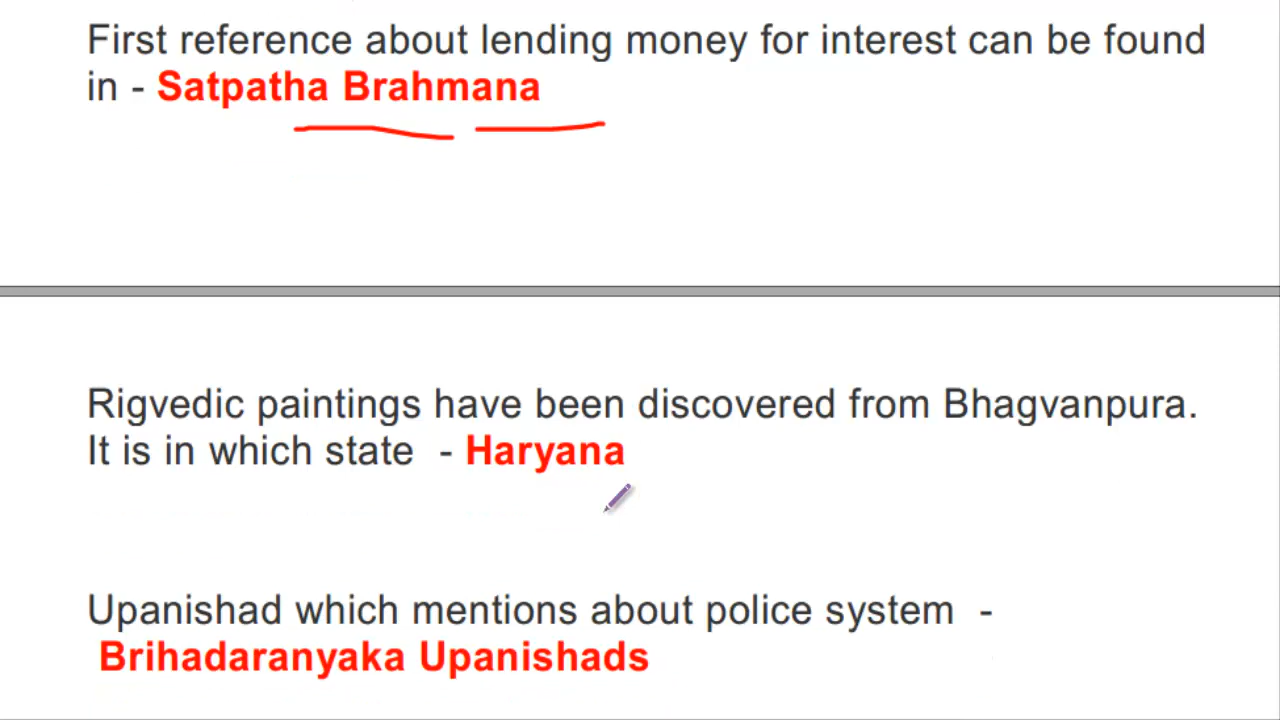 First reference about lending money for interest can be found
in - Satpatha Brahmana
Rigvedic paintings have been discovered from Bhagvanpura.
It is in which state - Haryana
Upanishad which mentions about police system -
Brihadaranyaka Upanishads